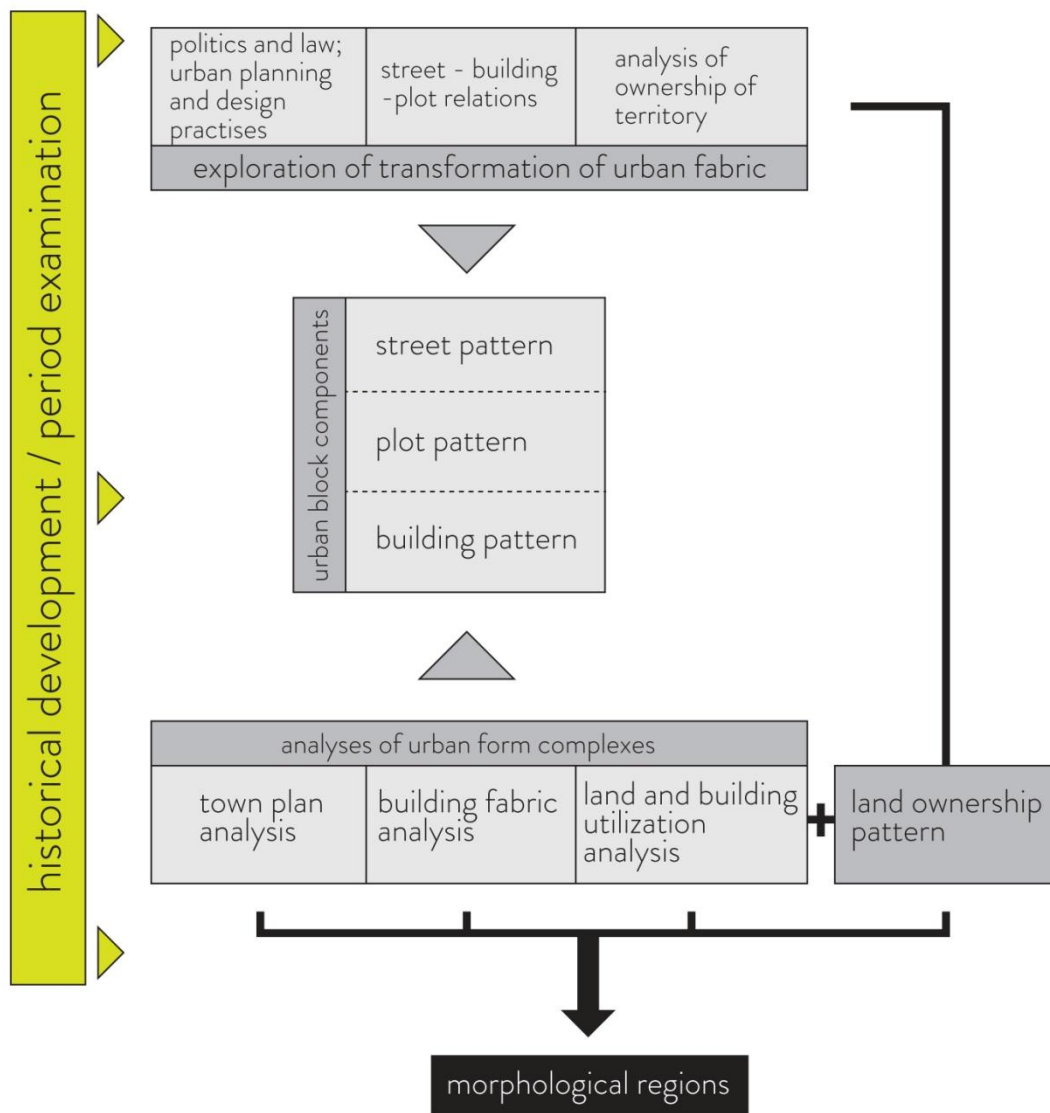 historical development / period examination
politics and law;
urban planning
and design
practises
street - building
-plot relations
analysis of
ownership of
territory
exploration of transformation of urban fabric
urban block components
street pattern
plot pattern
building pattern
analyses of urban form complexes
town plan
analysis
building fabric
analysis
land and building
utilization
analysis
+
land ownership
pattern
morphological regions